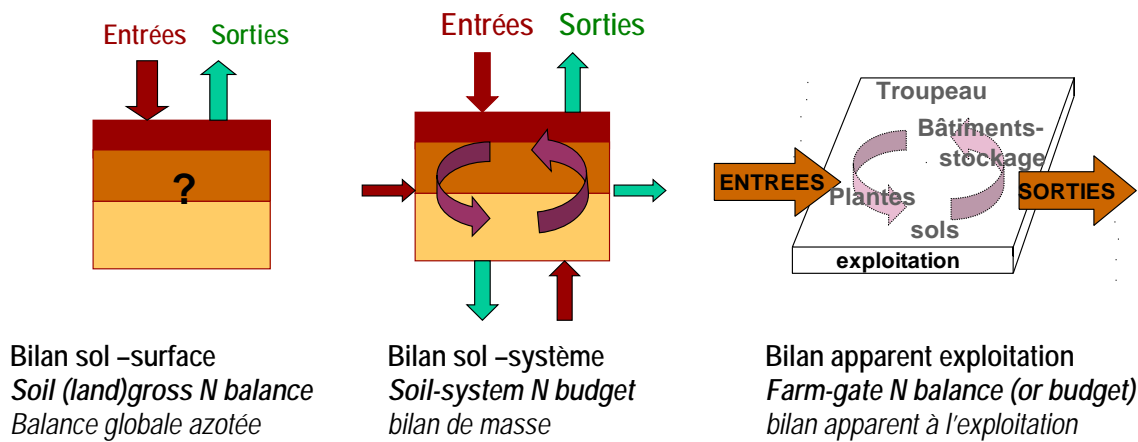 Entrées Sorties
?
Bilan sol –surface
Soil (land)gross N balance
Balance globale azotée
Entrées Sorties
Bilan sol –système
Soil-system N budget
bilan de masse
Troupeau
Bâtiments-
stockage
ENTREES
SORTIES
Plantes
sols
exploitation
Bilan apparent exploitation
Farm-gate N balance (or budget)
bilan apparent à l’exploitation